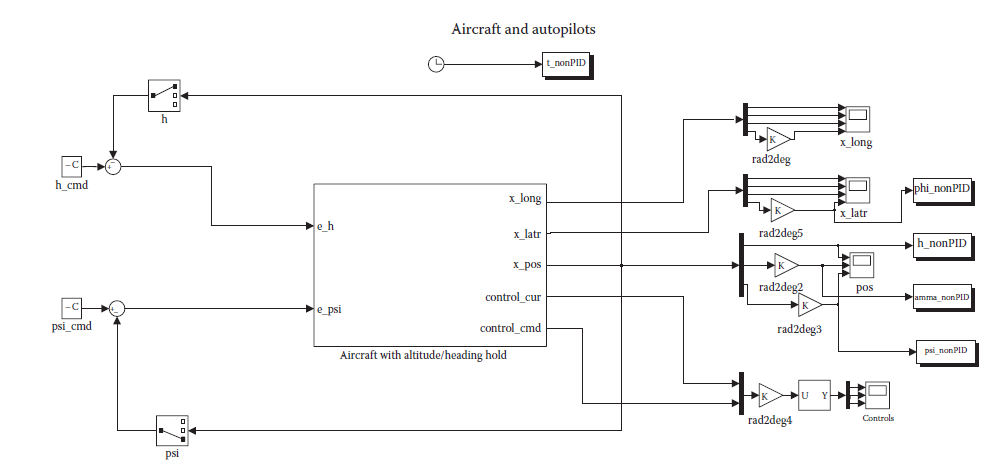 Aircraft and autopilots
t_nonPID
h
-C
h_cmd
+
-
e_h
x_long
x_latr
x_pos
control_cur
control_cmd
e_psi
Aircraft with altitude/heading hold
-C
psi_cmd
+
-
psi
K
rad2deg
x_long
K
rad2deg5
x_latr
phi_nonPID
h_nonPID
K
rad2deg2
pos
amma_nonPID
K
rad2deg3
psi_nonPID
K
rad2deg4
U Y
Controls